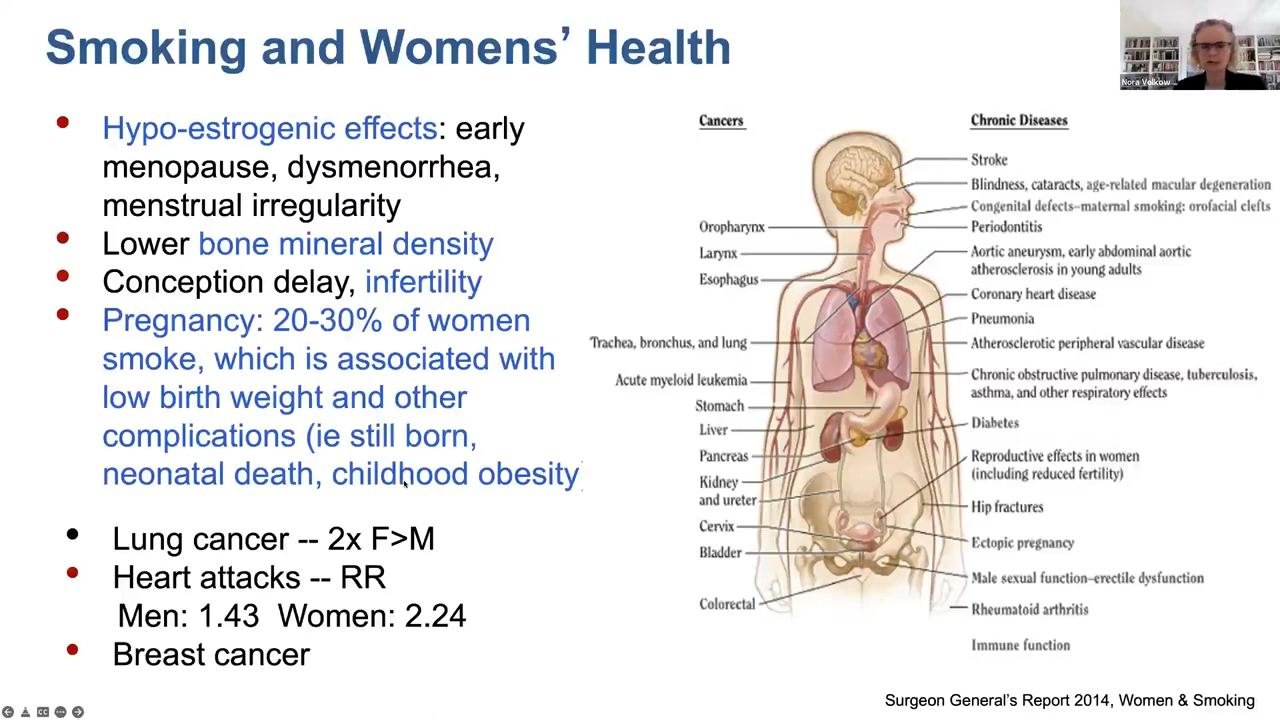 Smoking and Womens’ Health
Nora Volkow
• Hypo-estrogenic effects: early
menopause, dysmenorrhea,
menstrual irregularity
• Lower bone mineral density
• Conception delay, infertility
• Pregnancy: 20-30% of women
smoke, which is associated with
low birth weight and other
complications (ie still born,
neonatal death, childhood obesity)
• Lung cancer -- 2x F>M
• Heart attacks -- RR
Men: 1.43 Women: 2.24
• Breast cancer
Cancers
Oropharynx
Larynx
Esophagus
Trachea, bronchus, and lung
Acute myeloid leukemia
Stomach
Liver
Pancreas
Kidney
and ureter
Cervix
Bladder
Colorectal
Chronic Diseases
Stroke
Blindness, cataracts, age-related macular degeneration
Congenital defects–maternal smoking: orofacial clefts
Periodontitis
Aortic aneurysm, early abdominal aortic
atherosclerosis in young adults
Coronary heart disease
Pneumonia
Atherosclerotic peripheral vascular disease
Chronic obstructive pulmonary disease, tuberculosis,
asthma, and other respiratory effects
Diabetes
Reproductive effects in women
(including reduced fertility)
Hip fractures
Ectopic pregnancy
Male sexual function–erectile dysfunction
Rheumatoid arthritis
Immune function
Surgeon General’s Report 2014, Women & Smoking